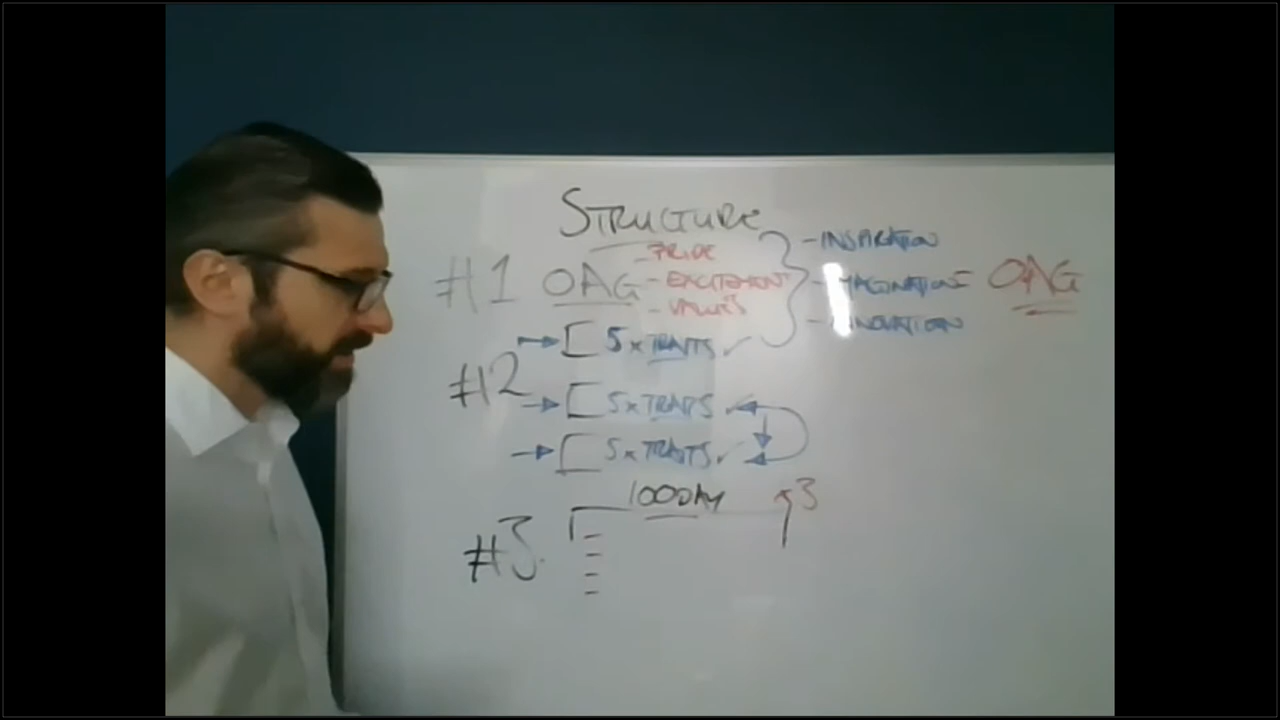 STRUCTURE
#1 OAG - PRIDE
- EXCITEMENT
- VALUES
- INSPIRATION
- IMAGINATIONS OAG
- INNOVATION
5 x TRAITS ✓
#2
5 x TRAITS ✓
5 x TRAITS ✓
100DAY 3
#3